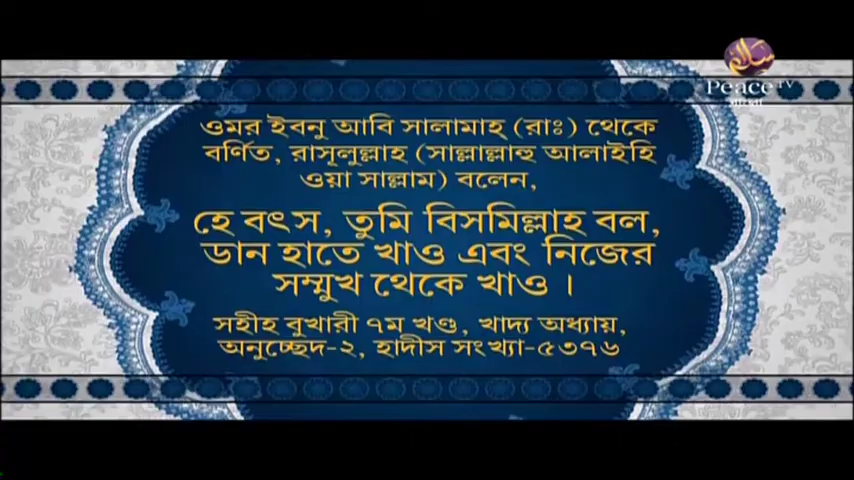 سلام
Peace TV
বাংলা
ওমর ইবনু আবি সালামাহ (রাঃ) থেকে
বর্ণিত, রাসূলুল্লাহ (সাল্লাল্লাহু আলাইহি
ওয়া সাল্লাম) বলেন,
হে বৎস, তুমি বিসমিল্লাহ বল,
ডান হাতে খাও এবং নিজের
সম্মুখ থেকে খাও ।
সহীহ বুখারী ৭ম খণ্ড, খাদ্য অধ্যায়,
অনুচ্ছেদ-২, হাদীস সংখ্যা-৫৩৭৬